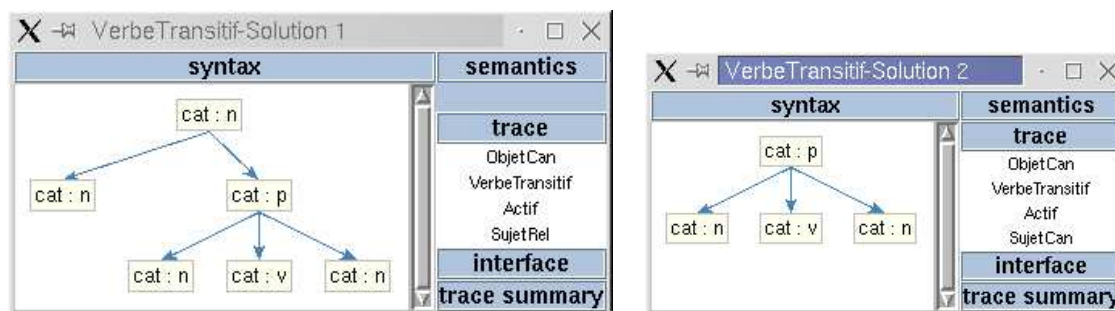 VerbeTransitif-Solution 1
syntax
semantics
cat : n
cat : n
cat : p
cat : n
cat : v
cat : n
trace
ObjetCan
VerbeTransitif
Actif
SujetRel
interface
trace summary
VerbeTransitif-Solution 2
syntax
semantics
cat : p
cat : n
cat : v
cat : n
trace
ObjetCan
VerbeTransitif
Actif
SujetCan
interface
trace summary